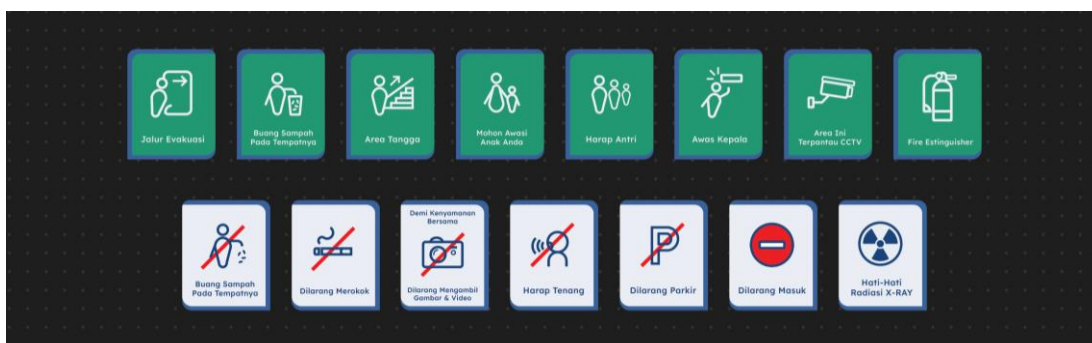 Jalur Evakuasi
Buang Sampah
Pada Tempatnya
Area Tangga
Mohon Awasi
Anak Anda
Harap Antri
Awas Kepala
Area Ini
Terpantau CCTV
Fire Estinguisher
Buang Sampah
Pada Tempatnya
Dilarang Merokok
Demi Kenyamanan
Bersama
Dilarang Mengambil
Gambar & Video
Harap Tenang
P
Dilarang Parkir
Dilarang Masuk
Hati-Hati
Radiasi X-RAY